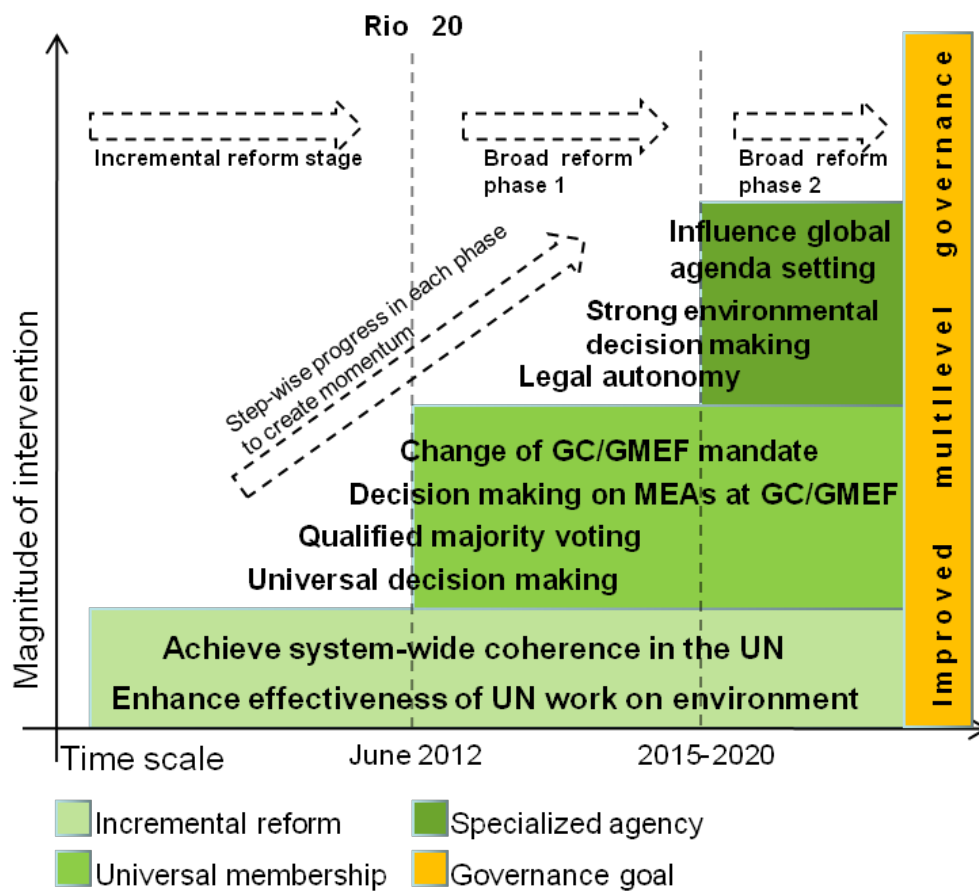 Rio 20
Incremental reform stage
Broad reform
phase 1
Broad reform
phase 2
Step-wise progress in each phase
to create momentum
Influence global
agenda setting
Strong environmental
decision making
Legal autonomy
Change of GC/GMEF mandate
Decision making on MEAs at GC/GMEF
Qualified majority voting
Universal decision making
Achieve system-wide coherence in the UN
Enhance effectiveness of UN work on environment
Improved multilevel governance
Magnitude of intervention
Time scale
June 2012
2015-2020
Incremental reform
Specialized agency
Universal membership
Governance goal